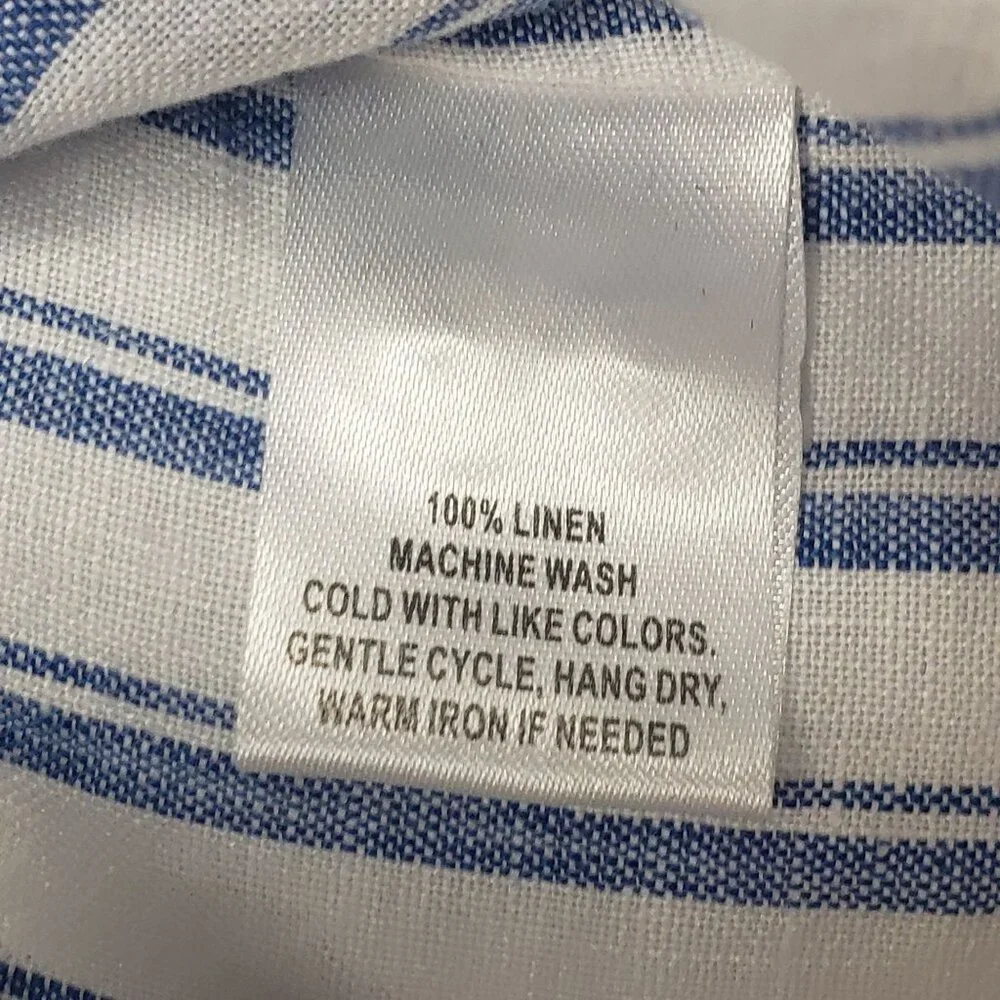 100% LINEN
MACHINE WASH
COLD WITH LIKE COLORS.
GENTLE CYCLE, HANG DRY,
WARM IRON IF NEEDED